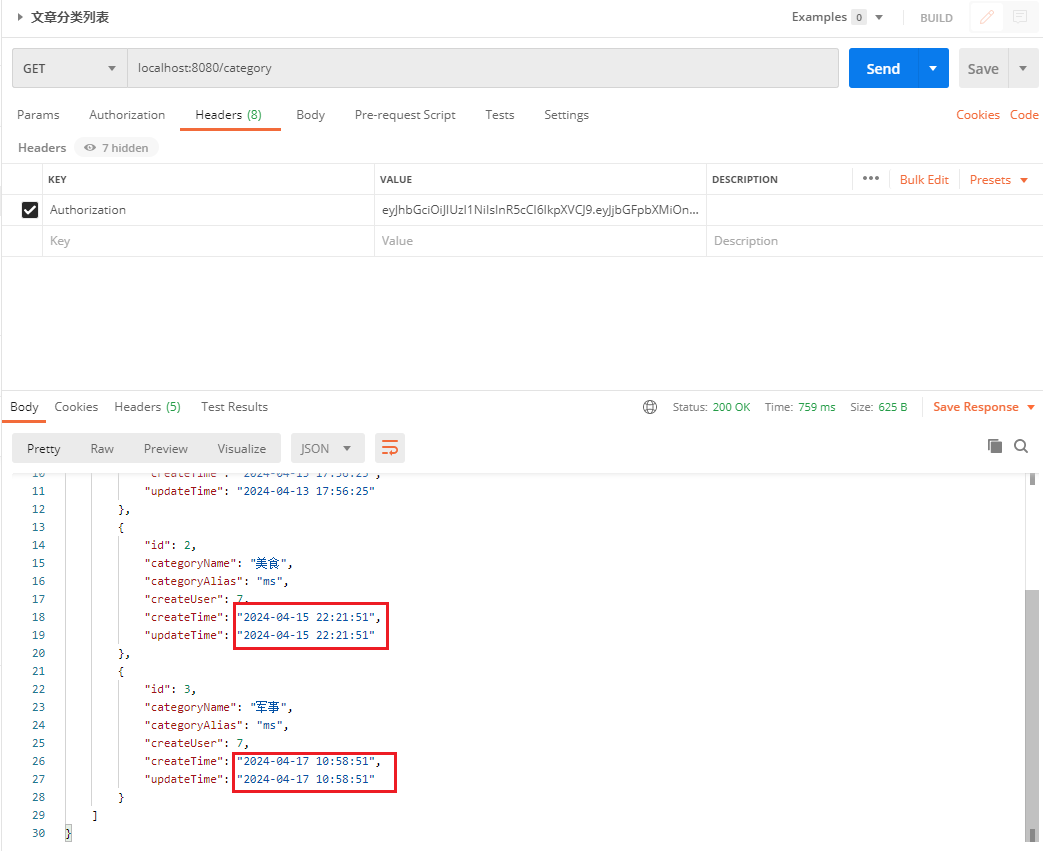 文章分类列表 Examples 0 BUILD
GET localhost:8080/category Send Save
Params Authorization Headers (8) Body Pre-request Script Tests Settings Cookies Code
Headers 7 hidden
KEY VALUE DESCRIPTION ••• Bulk Edit Presets
Authorization eyJhbGciOiJIUzI1NiIsInR5cCI6IkpXVCJ9.eyJjbGFpbXMiOn...
Key Value Description
Body Cookies Headers (5) Test Results Status: 200 OK Time: 759 ms Size: 625 B Save Response
Pretty Raw Preview Visualize JSON
10 "createTime": "2024-04-13 17:56:25",
11 "updateTime": "2024-04-13 17:56:25"
12 },
13 {
14 "id": 2,
15 "categoryName": "美食",
16 "categoryAlias": "ms",
17 "createUser": 7,
18 "createTime": "2024-04-15 22:21:51",
19 "updateTime": "2024-04-15 22:21:51"
20 },
21 {
22 "id": 3,
23 "categoryName": "军事",
24 "categoryAlias": "ms",
25 "createUser": 7,
26 "createTime": "2024-04-17 10:58:51",
27 "updateTime": "2024-04-17 10:58:51"
28 }
29 ]
30 }